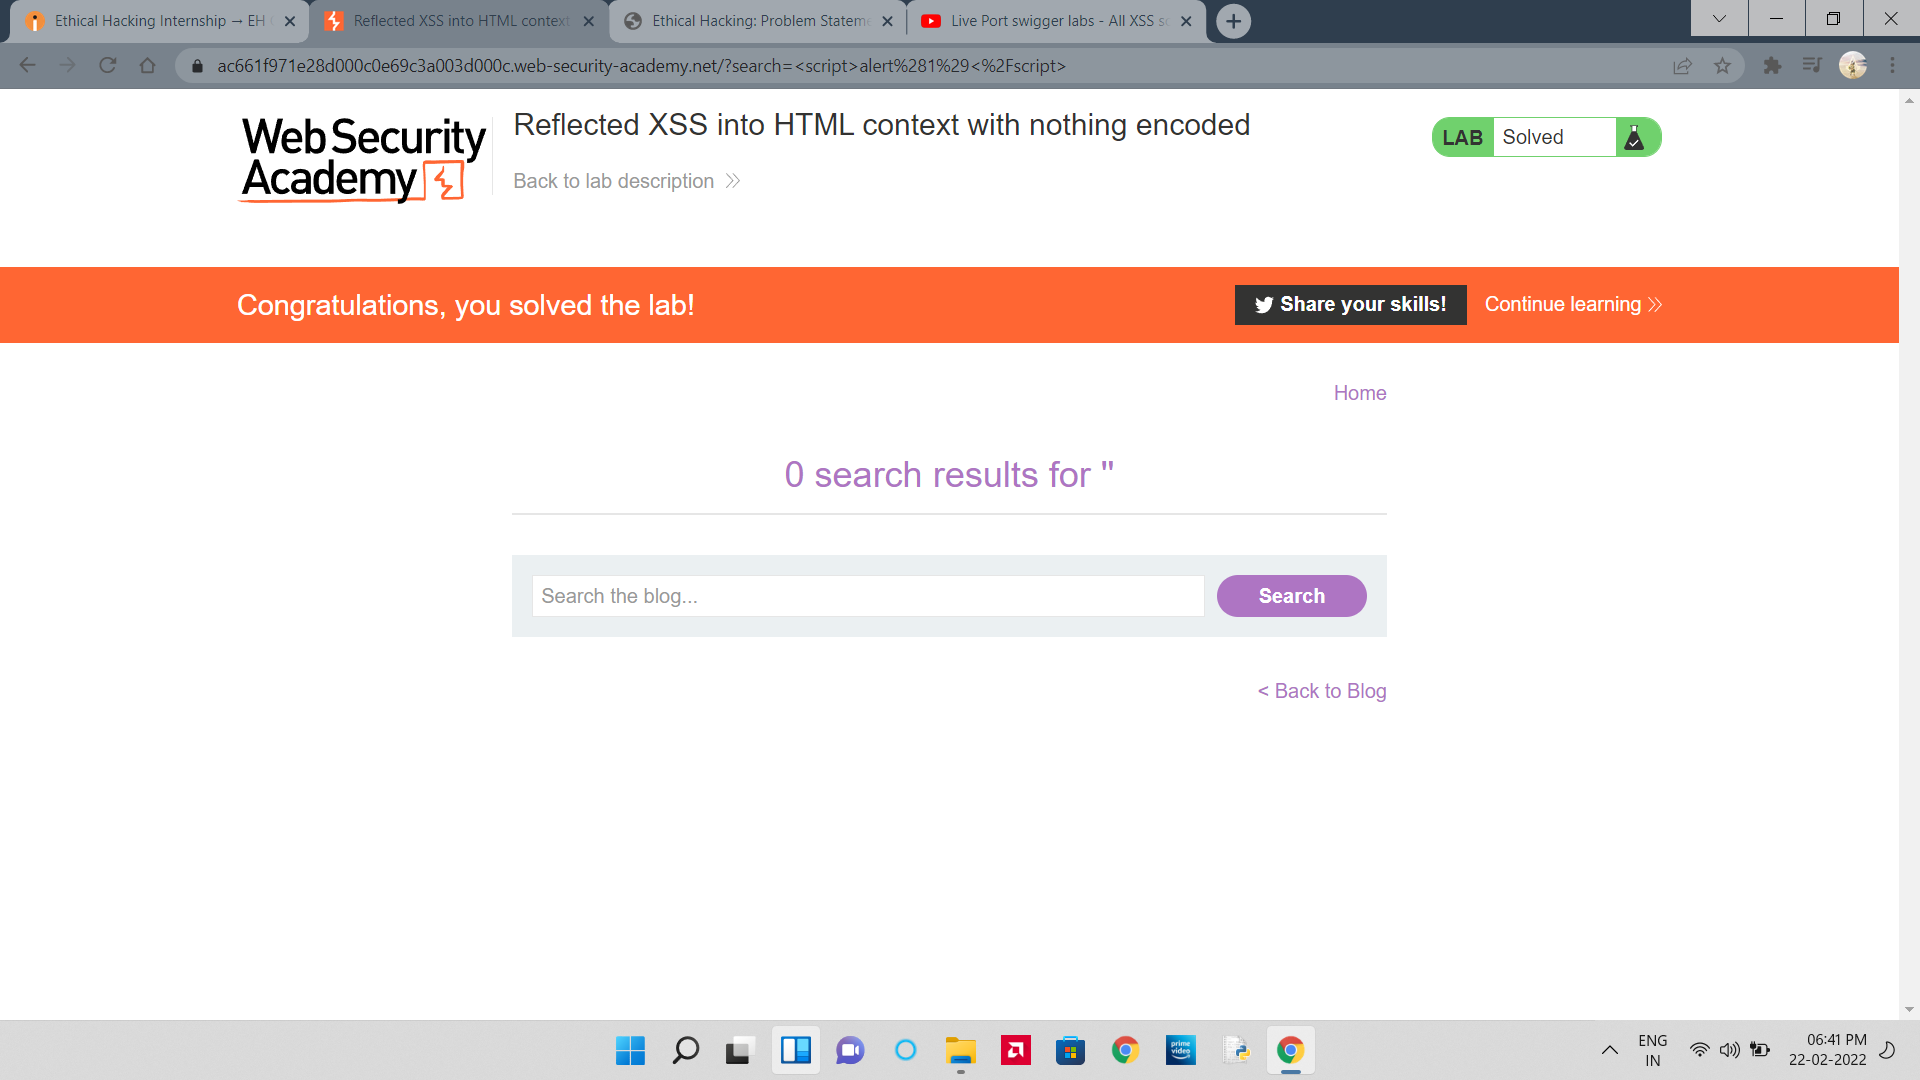 Ethical Hacking Internship → EH
Reflected XSS into HTML context
Ethical Hacking: Problem Stateme
Live Port swigger labs - All XSS
ac661f971e28d000c0e69c3a003d000c.web-security-academy.net/?search=<script>alert%281%29<%2Fscript>
Web Security
Academy
Reflected XSS into HTML context with nothing encoded
Back to lab description
LAB Solved
Congratulations, you solved the lab!
Share your skills!
Continue learning
Home
0 search results for ''
Search the blog...
Search
< Back to Blog
prime
video
ENG
IN
06:41 PM
22-02-2022